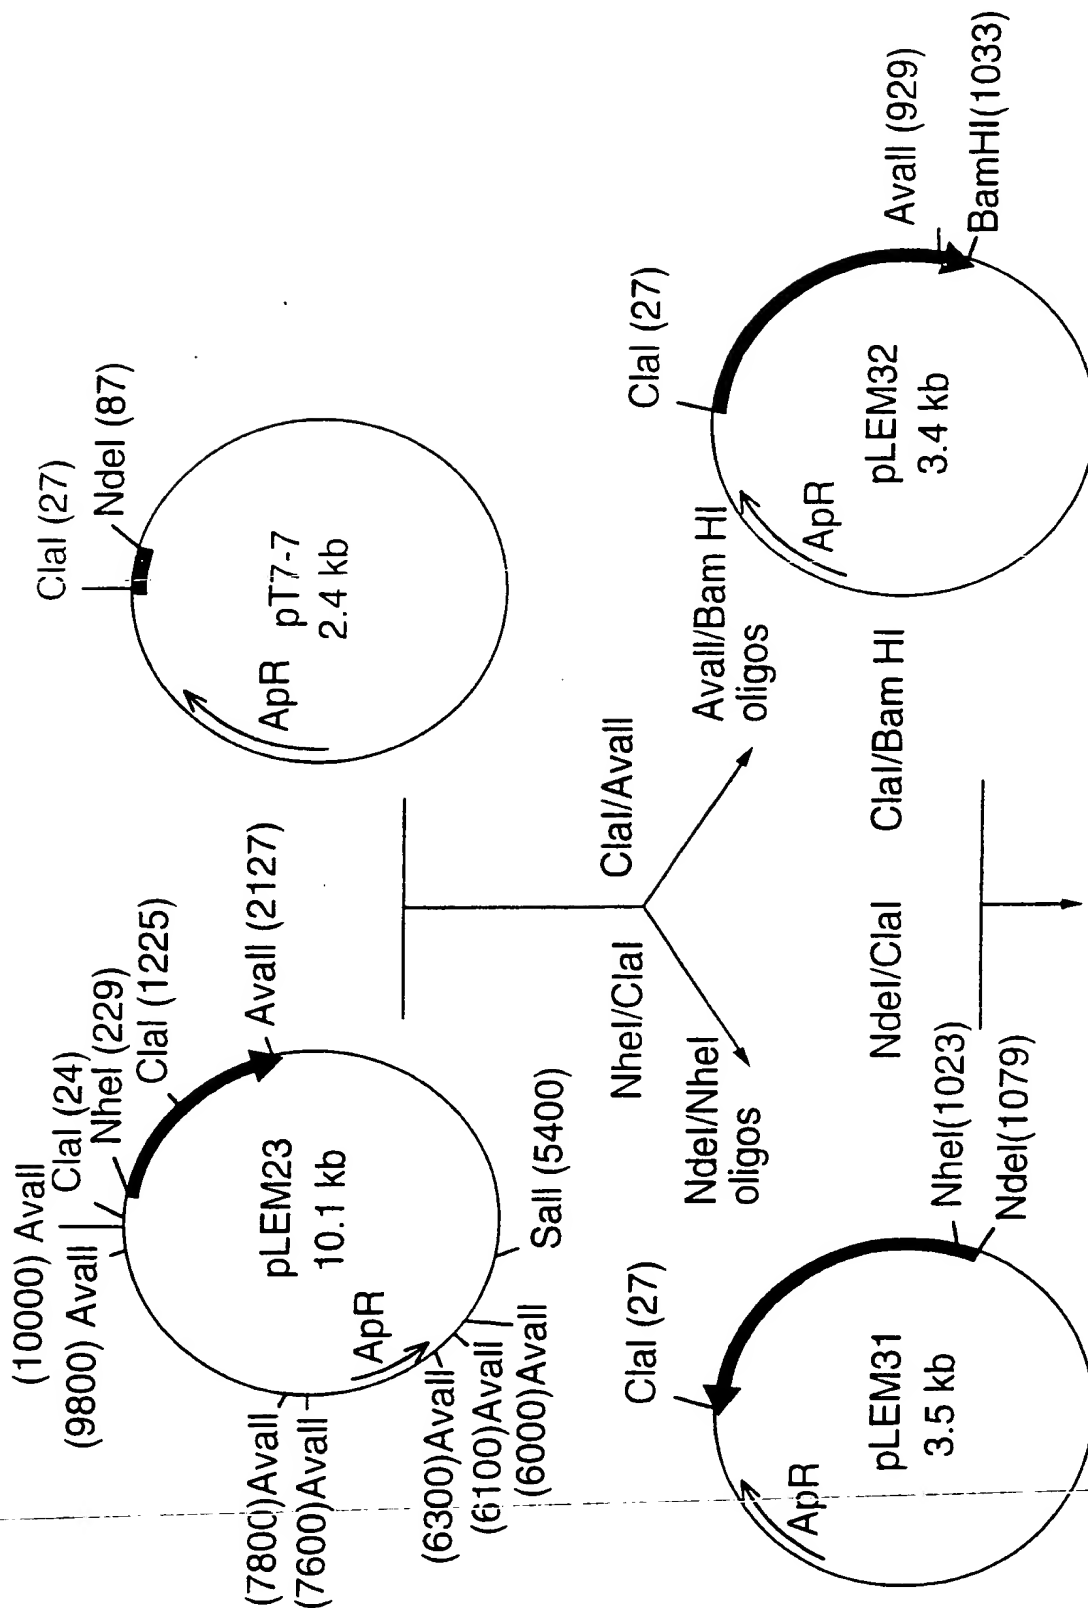 (10000) AvaII
(9800) AvaII
ClaI (24)
NheI (229)
ClaI (1225)
AvaII (2127)
pLEM23
10.1 kb
ApR
(7800)AvaII
(7600)AvaII
(6300)AvaII
(6100)AvaII
(6000)AvaII
SalI (5400)
ClaI (27)
NdeI (87)
pT7-7
2.4 kb
ApR
NheI/ClaI
ClaI/AvaII
NdeI/NheI
oligos
AvaII/Bam HI
oligos
ClaI (27)
pLEM31
3.5 kb
ApR
NheI(1023)
NdeI(1079)
NdeI/ClaI
ClaI/Bam HI
ClaI (27)
pLEM32
3.4 kb
ApR
AvaII (929)
BamHI(1033)